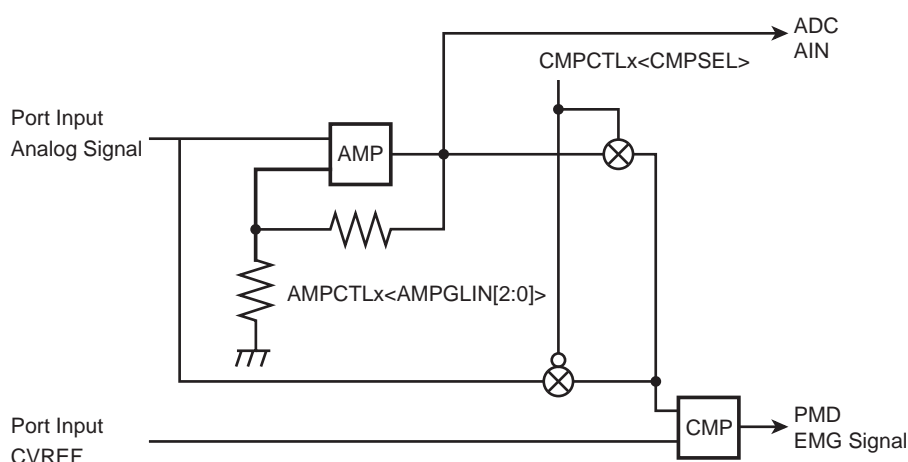 ADC
AIN
CMPCTLx<CMPSEL>
Port Input
Analog Signal
AMP
AMPCTLx<AMPGLIN[2:0]>
Port Input
CVREF
CMP
PMD
EMG Signal